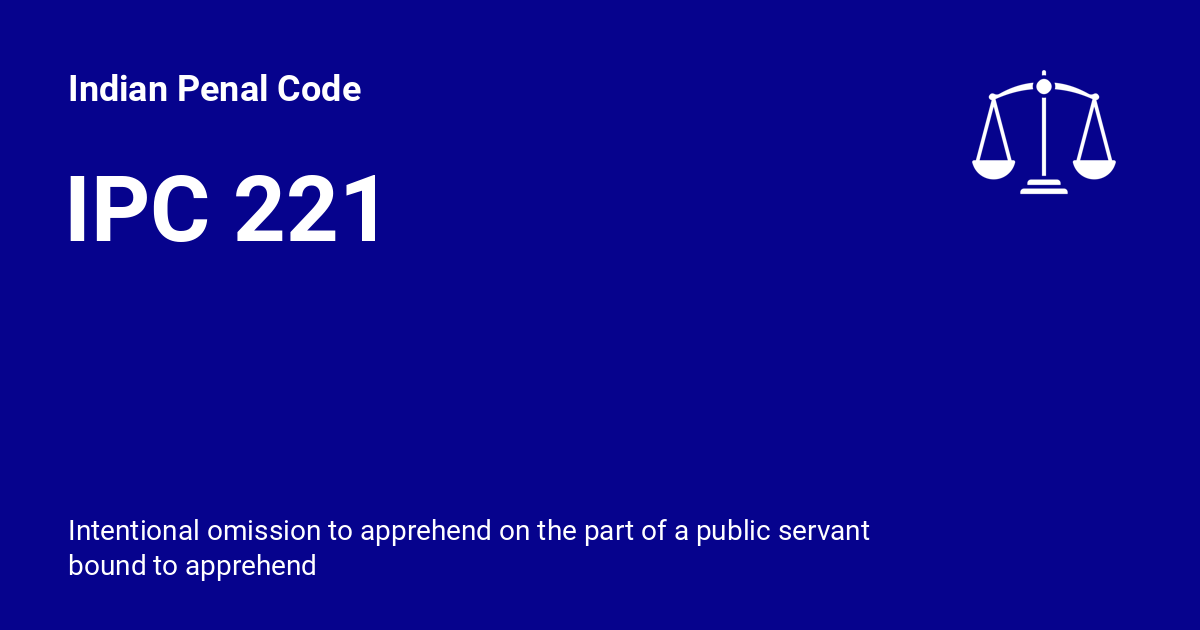 Indian Penal Code
IPC 221
Intentional omission to apprehend on the part of a public servant
bound to apprehend